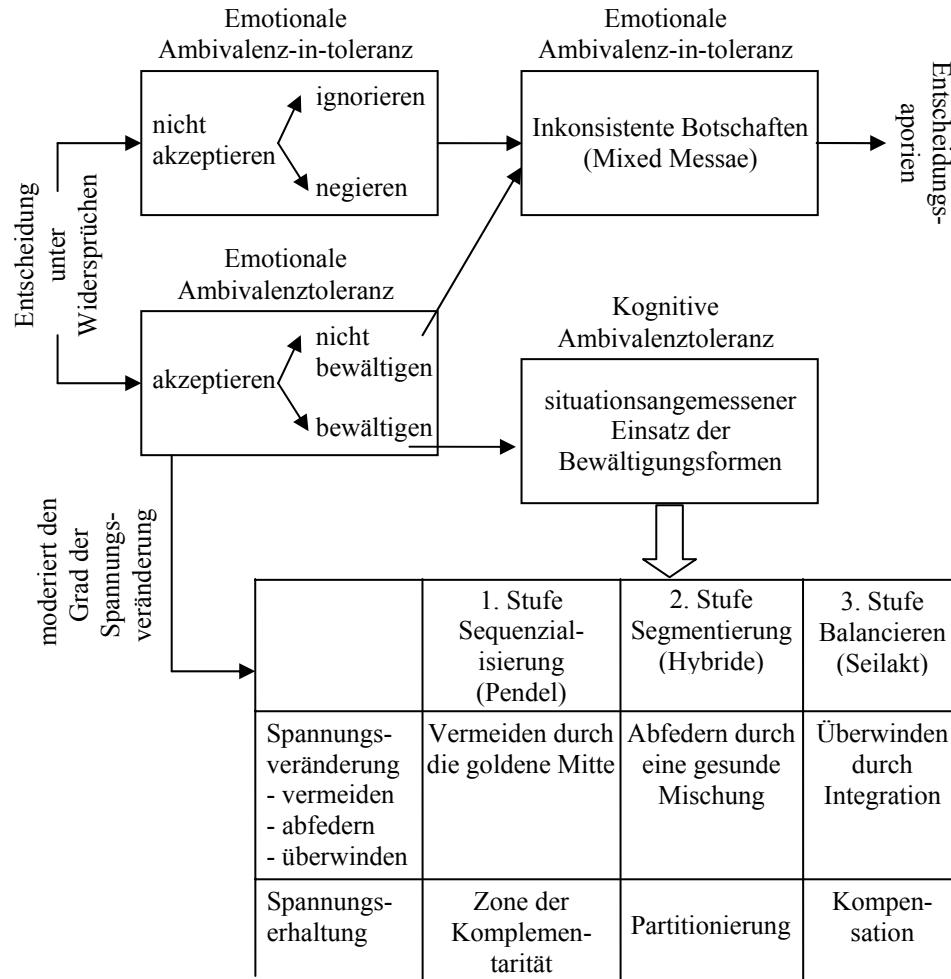 Emotionale
Ambivalenz-in-toleranz
nicht
akzeptieren
ignorieren
negieren
Emotionale
Ambivalenz-in-toleranz
Inkonsistente Botschaften
(Mixed Messae)
Entscheidungs-
aporien
Entscheidung
unter
Widersprüchen
Emotionale
Ambivalenztoleranz
akzeptieren
nicht
bewältigen
bewältigen
Kognitive
Ambivalenztoleranz
situationsangemessener
Einsatz der
Bewältigungsformen
moderiert den
Grad der
Spannungs-
veränderung
1. Stufe
Sequenzial-
isierung
(Pendel)
2. Stufe
Segmentierung
(Hybride)
3. Stufe
Balancieren
(Seilakt)
Spannungs-
veränderung
- vermeiden
- abfedern
- überwinden
Vermeiden durch
die goldene Mitte
Abfedern durch
eine gesunde
Mischung
Überwinden
durch
Integration
Spannungs-
erhaltung
Zone der
Komplemen-
tarität
Partitionierung
Kompen-
sation